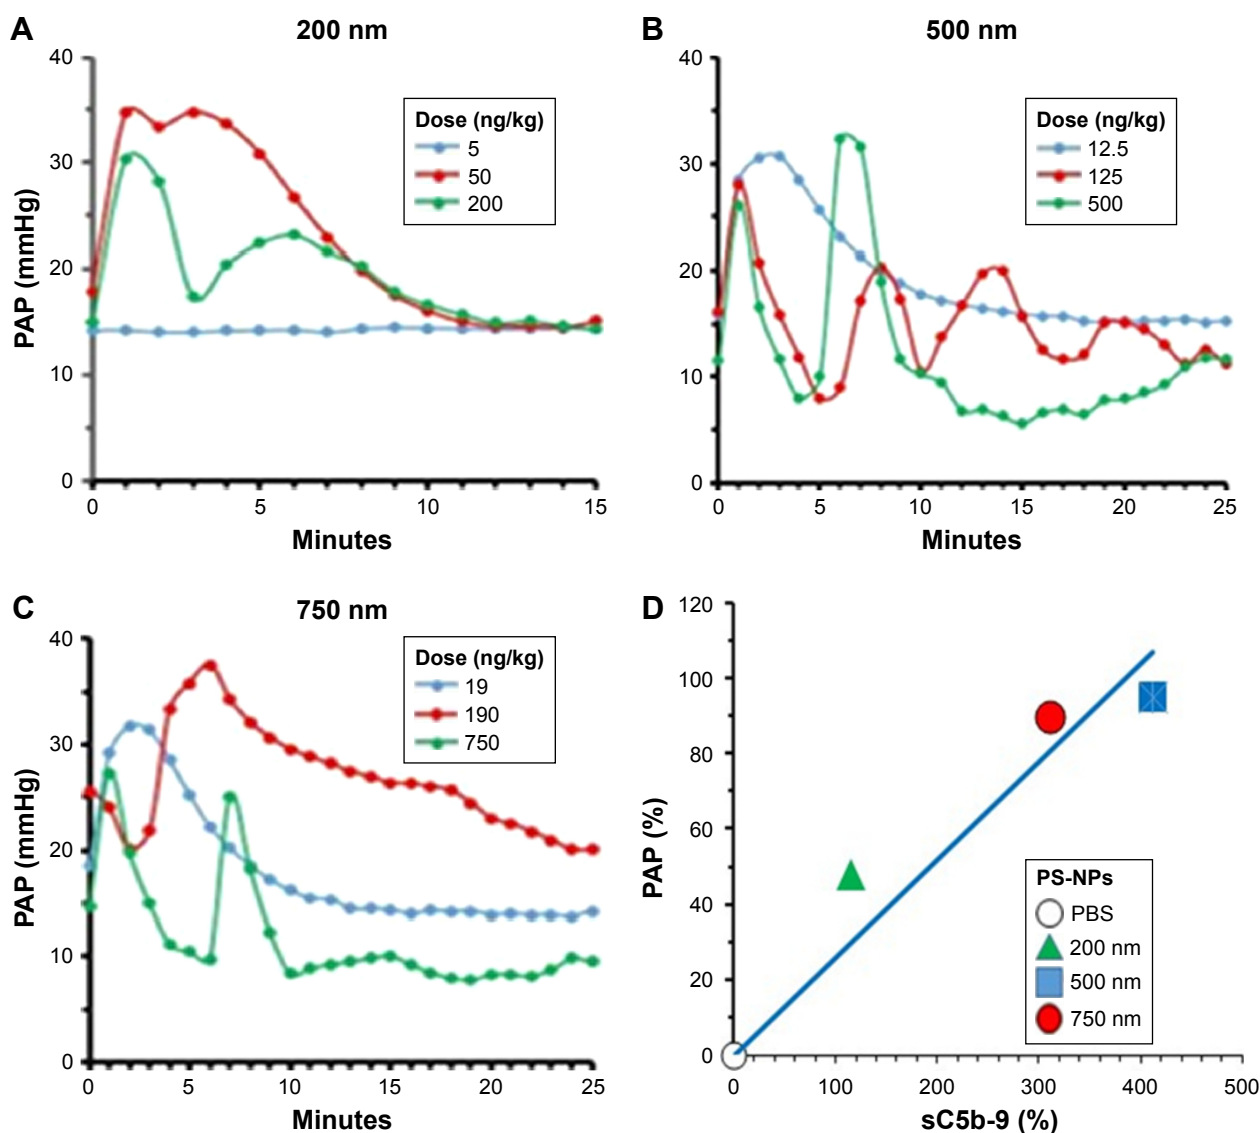 A
200 nm
40
30
20
10
0
PAP (mmHg)
Dose (ng/kg)
5
50
200
0
5
10
15
Minutes
B
500 nm
40
30
20
10
0
Dose (ng/kg)
12.5
125
500
0
5
10
15
20
25
Minutes
C
750 nm
40
30
20
10
0
PAP (mmHg)
Dose (ng/kg)
19
190
750
0
5
10
15
20
25
Minutes
D
120
100
80
60
40
20
0
PAP (%)
PS-NPs
PBS
200 nm
500 nm
750 nm
0
100
200
300
400
500
sC5b-9 (%)